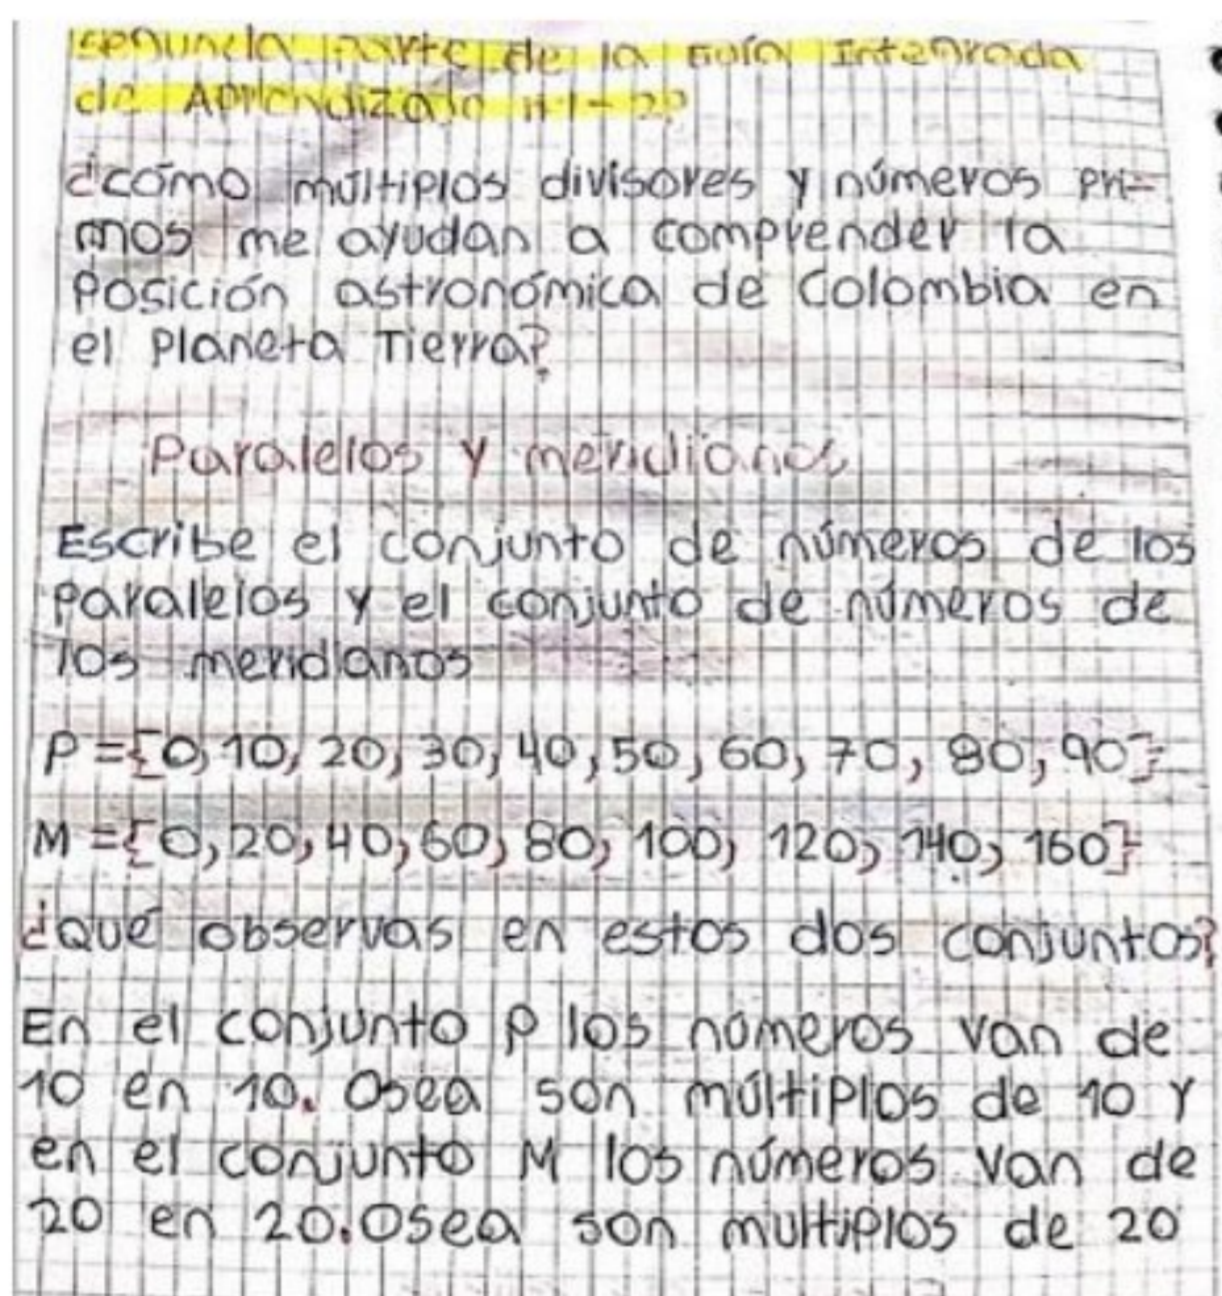 segunda parte de la Guía Integrada
de Aprendizaje
¿cómo múltiplos divisores y números pri-
mos me ayudan a comprender la
Posición astronómica de Colombia en
el Planeta Tierra?
Paralelos y meridianos
Escribe el conjunto de números de los
paralelos y el conjunto de números de
los meridianos
P={0, 10, 20, 30, 40, 50, 60, 70, 80, 90}
M={0, 20, 40, 60, 80, 100, 120, 140, 160}
¿Qué observas en estos dos conjuntos?
En el conjunto P los números van de
10 en 10. Osea son múltiplos de 10 y
en el conjunto M los números van de
20 en 20. Osea son multiplos de 20